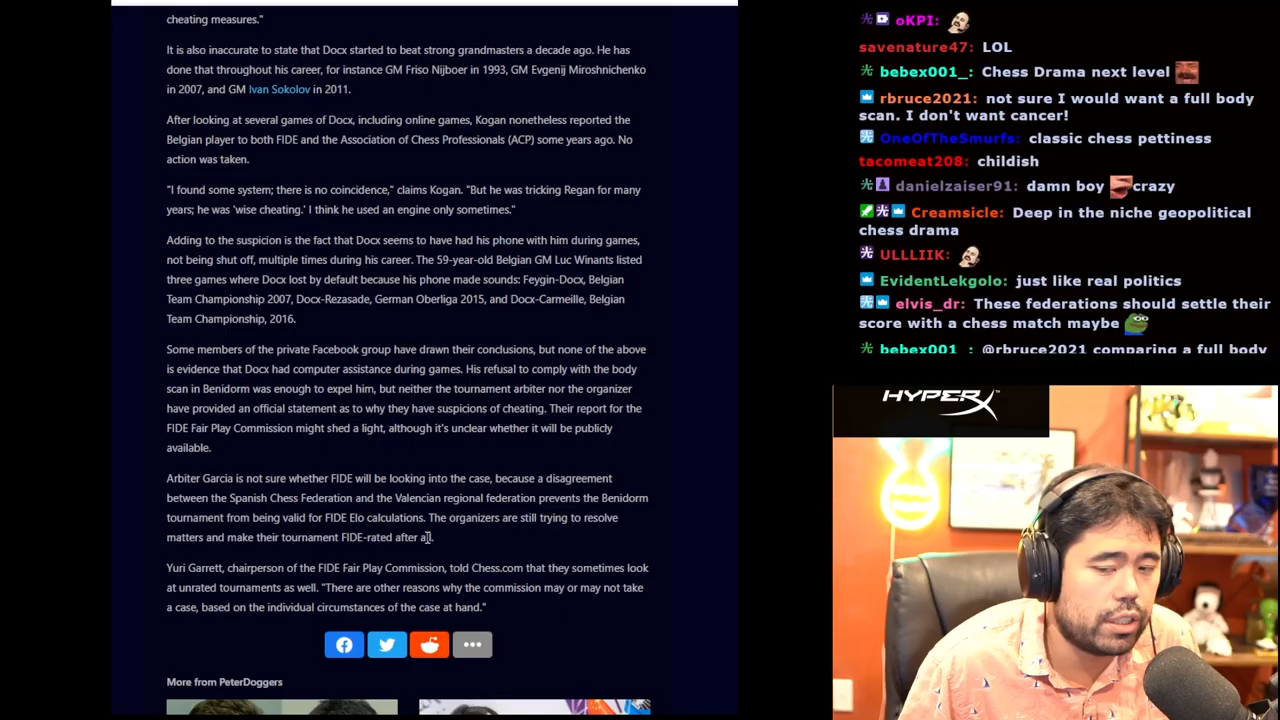 cheating measures."
It is also inaccurate to state that Docx started to beat strong grandmasters a decade ago. He has
done that throughout his career, for instance GM Friso Nijboer in 1993, GM Evgenij Miroshnichenko
in 2007, and GM Ivan Sokolov in 2011.
After looking at several games of Docx, including online games, Kogan nonetheless reported the
Belgian player to both FIDE and the Association of Chess Professionals (ACP) some years ago. No
action was taken.
"I found some system; there is no coincidence," claims Kogan. "But he was tricking Regan for many
years; he was 'wise cheating.' I think he used an engine only sometimes."
Adding to the suspicion is the fact that Docx seems to have had his phone with him during games,
not being shut off, multiple times during his career. The 59-year-old Belgian GM Luc Winants listed
three games where Docx lost by default because his phone made sounds: Feygin-Docx, Belgian
Team Championship 2007, Docx-Rezasade, German Oberliga 2015, and Docx-Carmeille, Belgian
Team Championship, 2016.
Some members of the private Facebook group have drawn their conclusions, but none of the above
is evidence that Docx had computer assistance during games. His refusal to comply with the body
scan in Benidorm was enough to expel him, but neither the tournament arbiter nor the organizer
have provided an official statement as to why they have suspicions of cheating. Their report for the
FIDE Fair Play Commission might shed a light, although it's unclear whether it will be publicly
available.
Arbiter Garcia is not sure whether FIDE will be looking into the case, because a disagreement
between the Spanish Chess Federation and the Valencian regional federation prevents the Benidorm
tournament from being valid for FIDE Elo calculations. The organizers are still trying to resolve
matters and make their tournament FIDE-rated after all.
Yuri Garrett, chairperson of the FIDE Fair Play Commission, told Chess.com that they sometimes look
at unrated tournaments as well. "There are other reasons why the commission may or may not take
a case, based on the individual circumstances of the case at hand."
More from PeterDoggers
oKPI:
savenature47: LOL
bebex001_: Chess Drama next level
rbruce2021: not sure I would want a full body
scan. I don't want cancer!
OneOfTheSmurfs: classic chess pettiness
tacomeat208: childish
danielzaiser91: damn boy crazy
Creamsicle: Deep in the niche geopolitical
chess drama
ULLLIIK:
EvidentLekgolo: just like real politics
elvis_dr: These federations should settle their
score with a chess match maybe
bebex001_: @rbruce2021 comparing a full body
HYPERX